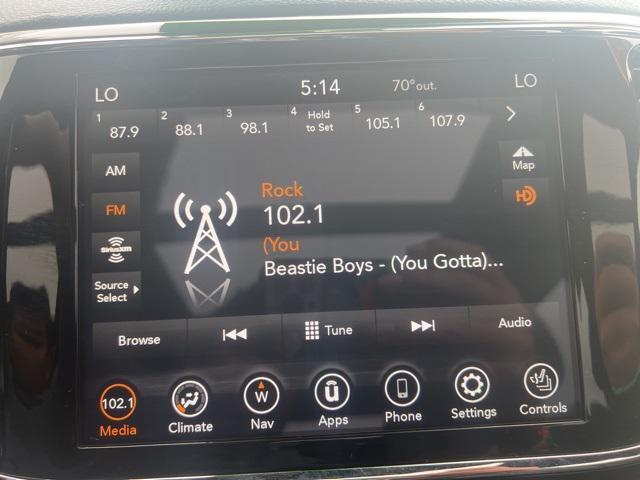 LO 5:14 70°out. LO
1 87.9 2 88.1 3 98.1 4 Hold to Set 5 105.1 6 107.9
AM
Map
FM
HD
SiriusXM
Source
Select
Rock
102.1
(You
Beastie Boys - (You Gotta)...
Browse Tune Audio
102.1 W u
Media Climate Nav Apps Phone Settings Controls